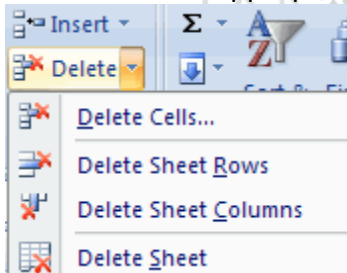 Insert
Σ
A
Z
Delete
Delete Cells...
Delete Sheet Rows
Delete Sheet Columns
Delete Sheet